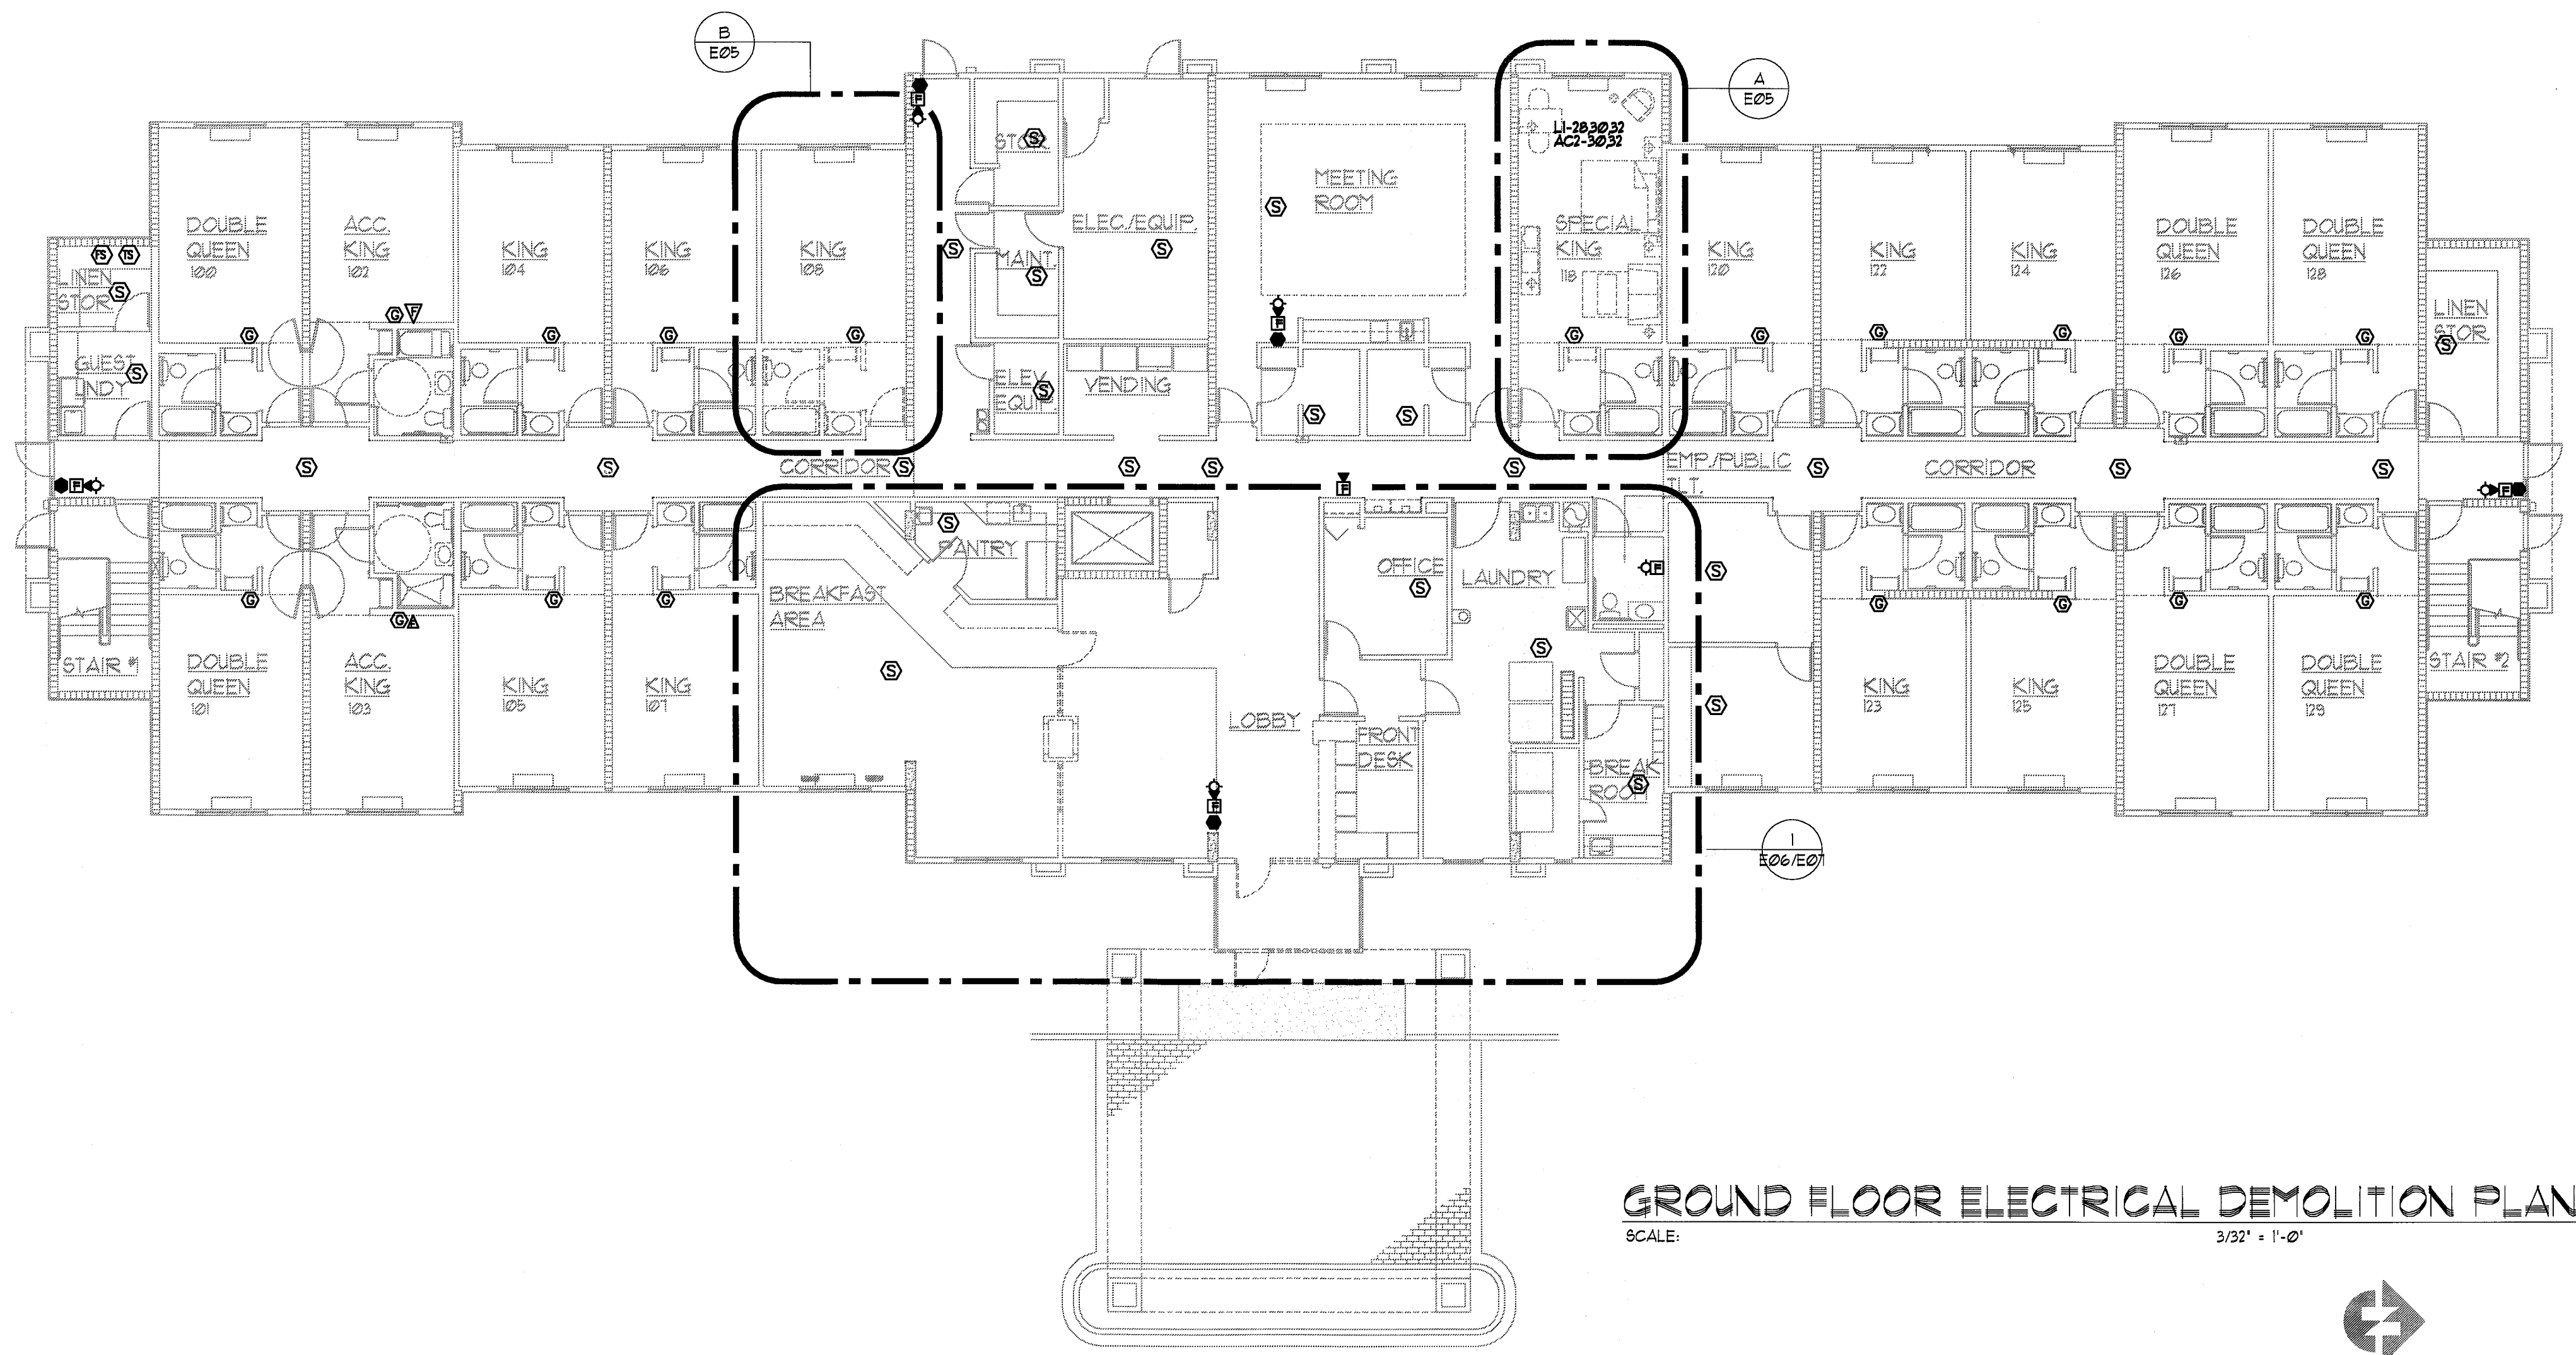 B
E05
A
E05
L1-28,30,32
AC2-30,32
STOR.
S
MEETING
ROOM
S
DOUBLE
QUEEN
100
ACC.
KING
102
KING
104
KING
106
KING
108
S
MAINT.
S
ELEC./EQUIP.
S
SPECIAL
KING
118
KING
120
KING
122
KING
124
DOUBLE
QUEEN
126
DOUBLE
QUEEN
128
FS TS
LINEN
STOR.
S
LINEN
STOR.
S
G
G F
G
G
G
G
G
G
G
G
G
GUEST
LNDY
S
ELEV.
EQUIP.
S
VENDING
F
F
S
S
S
S
CORRIDOR S
S
S
S
EMP./PUBLIC
TLT.
S
CORRIDOR
S
S
F
F
F
S
PANTRY
OFFICE
S
LAUNDRY
F
S
BREAKFAST
AREA
S
G
G A
G
G
G
G
G
G
STAIR #1
DOUBLE
QUEEN
101
ACC.
KING
103
KING
105
KING
107
LOBBY
FRONT
DESK
S
S
BREAK
ROOM
S
KING
123
KING
125
DOUBLE
QUEEN
127
DOUBLE
QUEEN
129
STAIR #2
F
1
E06/E07
GROUND FLOOR ELECTRICAL DEMOLITION PLAN
SCALE: 3/32" = 1'-0"